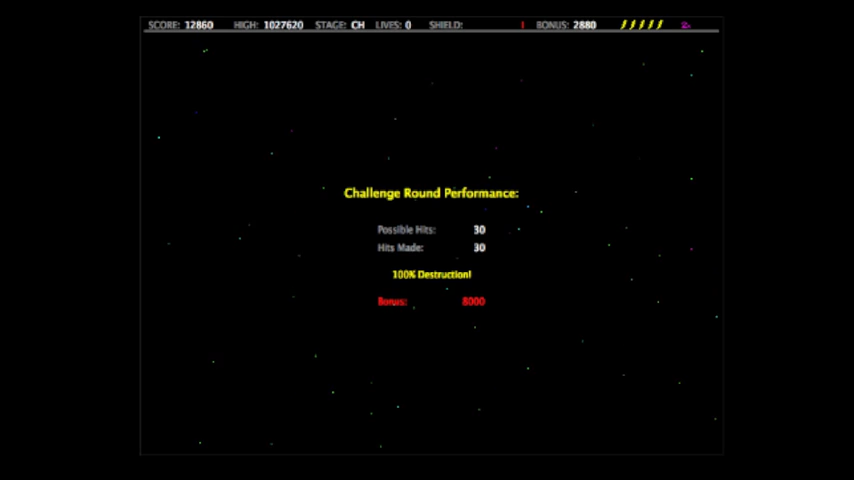 SCORE: 12860 HIGH: 1027620 STAGE: CH LIVES: 0 SHIELD: BONUS: 2880
Challenge Round Performance:
Possible Hits: 30
Hits Made: 30
100% Destruction!
Bonus: 8000